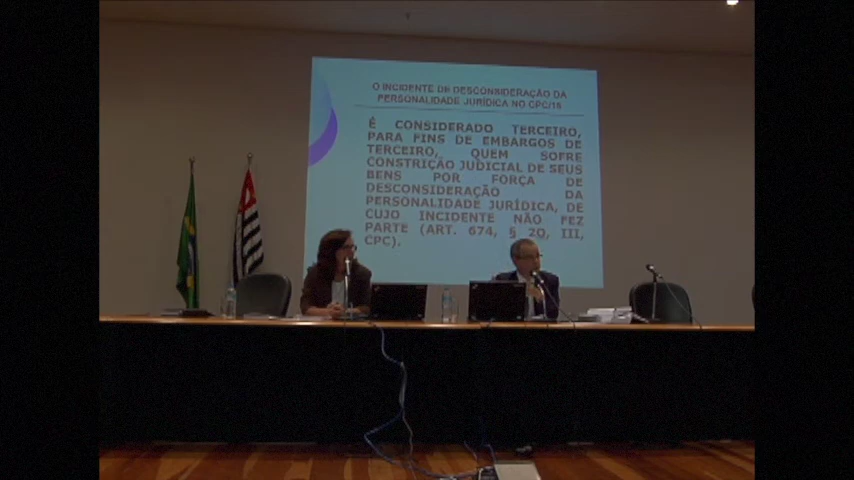 O INCIDENTE DE DESCONSIDERAÇÃO DA
PERSONALIDADE JURÍDICA NO CPC/15
É CONSIDERADO TERCEIRO,
PARA FINS DE EMBARGOS DE
TERCEIRO, QUEM SOFRE
CONSTRIÇÃO JUDICIAL DE SEUS
BENS POR FORÇA DE
DESCONSIDERAÇÃO DA
PERSONALIDADE JURÍDICA, DE
CUJO INCIDENTE NÃO FEZ
PARTE (ART. 674, § 2O, III,
CPC).